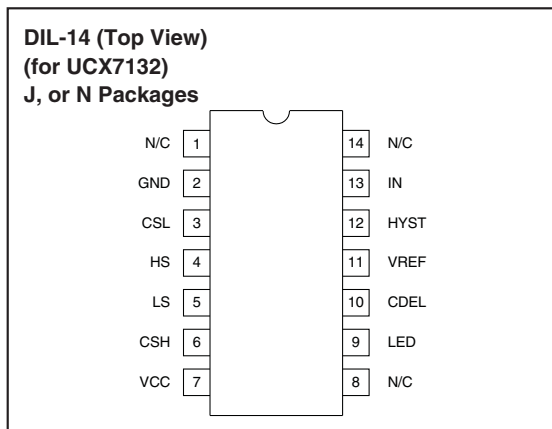 DIL-14 (Top View)
(for UCX7132)
J, or N Packages
N/C 1 14 N/C
GND 2 13 IN
CSL 3 12 HYST
HS 4 11 VREF
LS 5 10 CDEL
CSH 6 9 LED
VCC 7 8 N/C